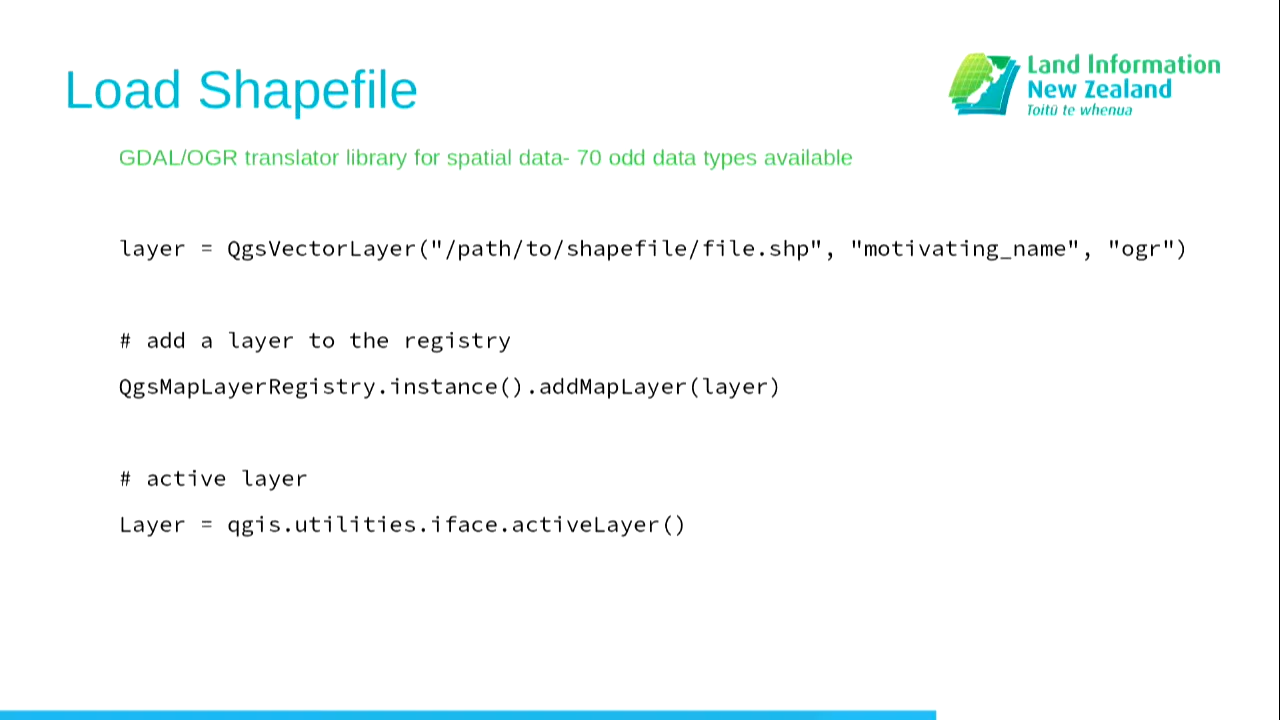 Load Shapefile
Land Information
New Zealand
Toitū te whenua
GDAL/OGR translator library for spatial data- 70 odd data types available
layer = QgsVectorLayer("/path/to/shapefile/file.shp", "motivating_name", "ogr")
# add a layer to the registry
QgsMapLayerRegistry.instance().addMapLayer(layer)
# active layer
Layer = qgis.utilities.iface.activeLayer()